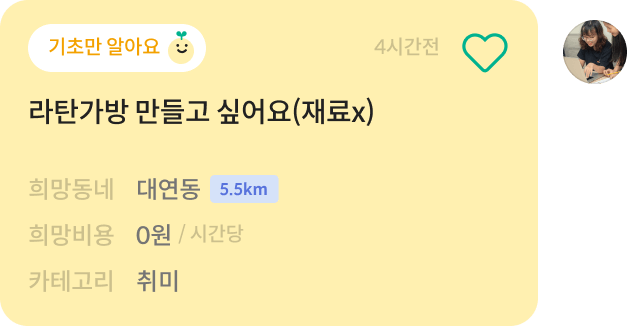 기초만 알아요 4시간전
라탄가방 만들고 싶어요(재료x)
희망동네 대연동 5.5km
희망비용 0원 / 시간당
카테고리 취미